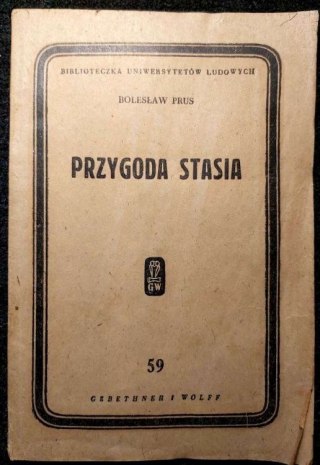 BIBLIOTECZKA UNIWERSYTETÓW LUDOWYCH
BOLESŁAW PRUS
PRZYGODA STASIA
GW
59
GEBETHNER I WOLFF